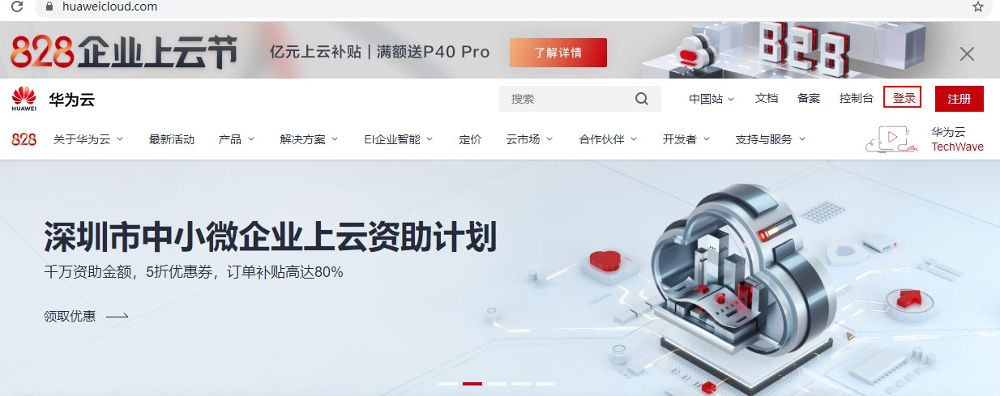 huaweicloud.com
828企业上云节
亿元上云补贴 | 满额送P40 Pro
了解详情
828
HUAWEI
华为云
搜索
中国站
文档
备案
控制台
登录
注册
828
关于华为云
最新活动
产品
解决方案
EI企业智能
定价
云市场
合作伙伴
开发者
支持与服务
华为云
TechWave
深圳市中小微企业上云资助计划
千万资助金额，5折优惠券，订单补贴高达80%
领取优惠